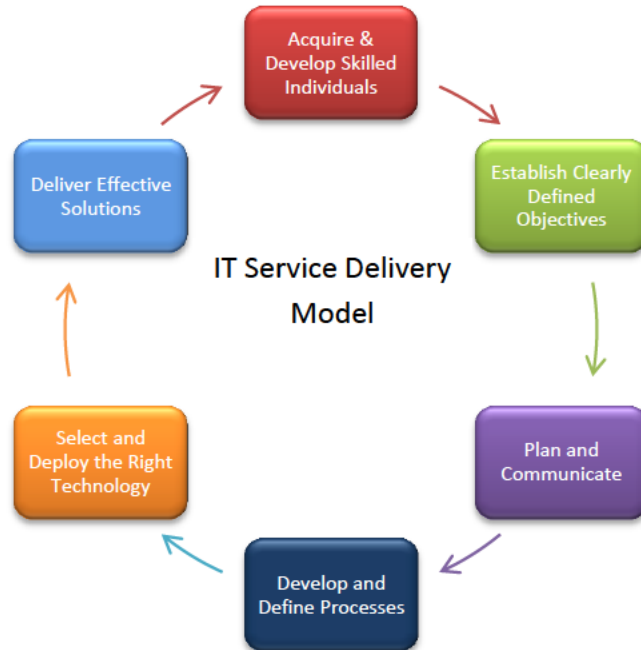 Acquire &
Develop Skilled
Individuals
Establish Clearly
Defined
Objectives
Plan and
Communicate
Develop and
Define Processes
Select and
Deploy the Right
Technology
Deliver Effective
Solutions
IT Service Delivery
Model